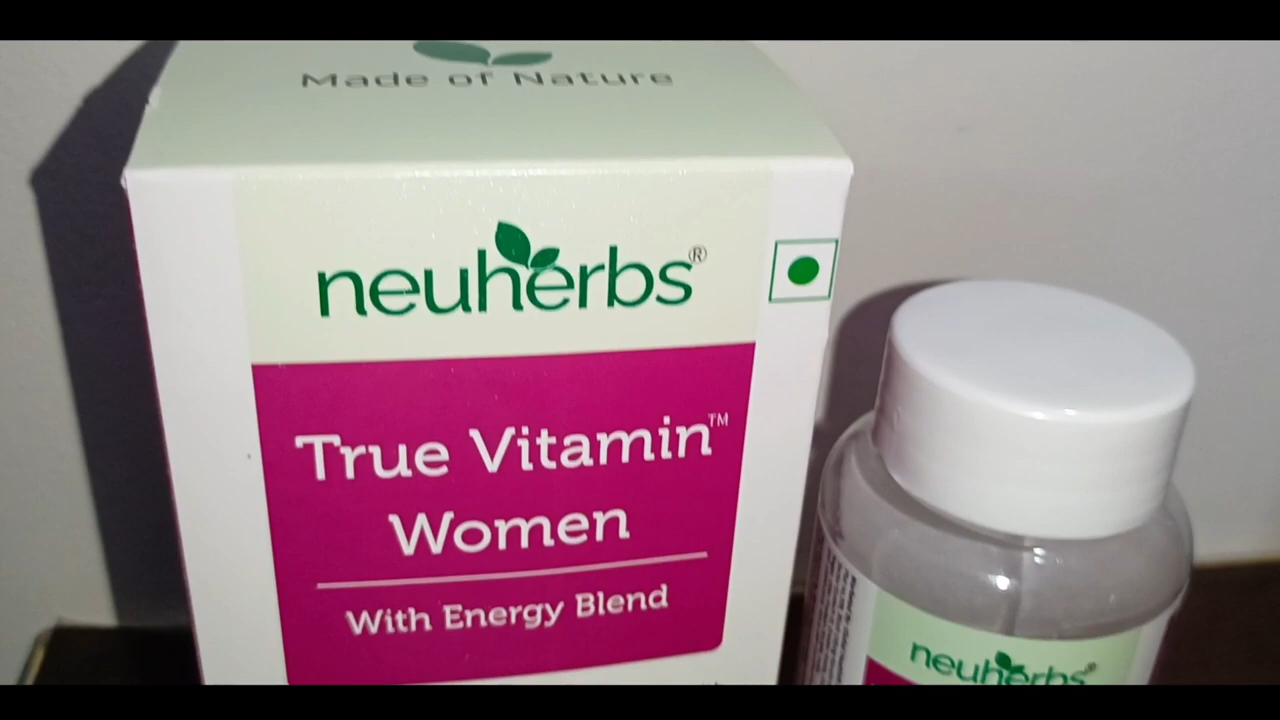 Made of Nature
neuherbs®
True Vitamin™
Women
With Energy Blend
neuherbs®